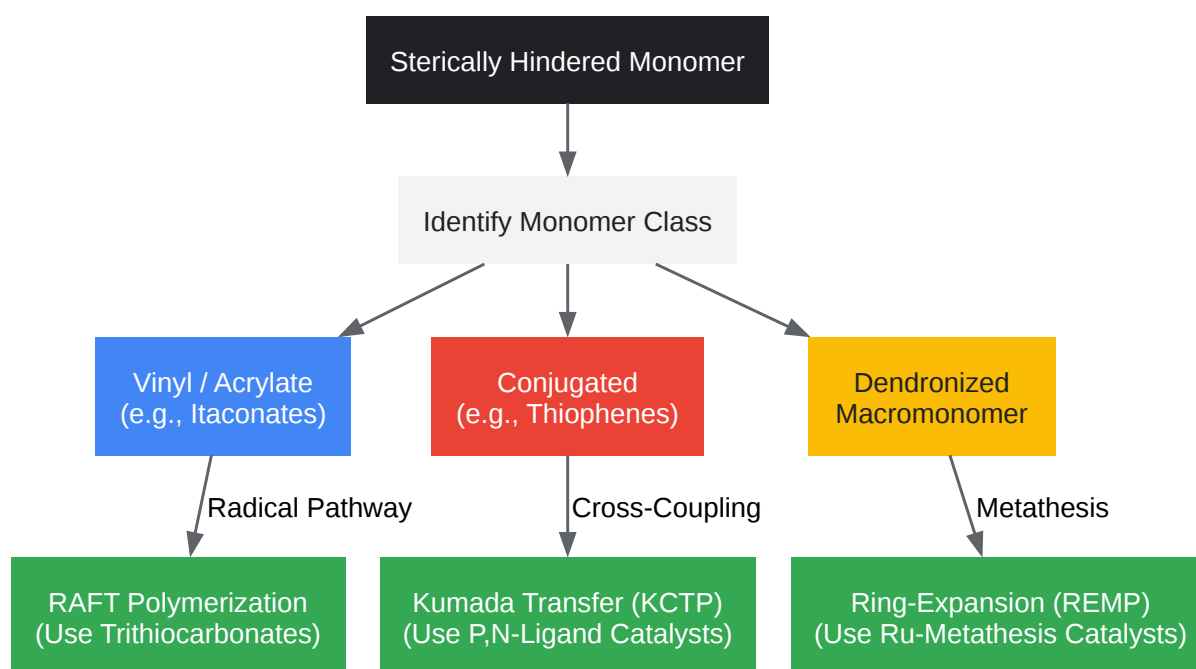 Sterically Hindered Monomer
Identify Monomer Class
Vinyl / Acrylate
(e.g., Itaconates)
Conjugated
(e.g., Thiophenes)
Dendronized
Macromonomer
Radical Pathway
Cross-Coupling
Metathesis
RAFT Polymerization
(Use Trithiocarbonates)
Kumada Transfer (KCTP)
(Use P,N-Ligand Catalysts)
Ring-Expansion (REMP)
(Use Ru-Metathesis Catalysts)